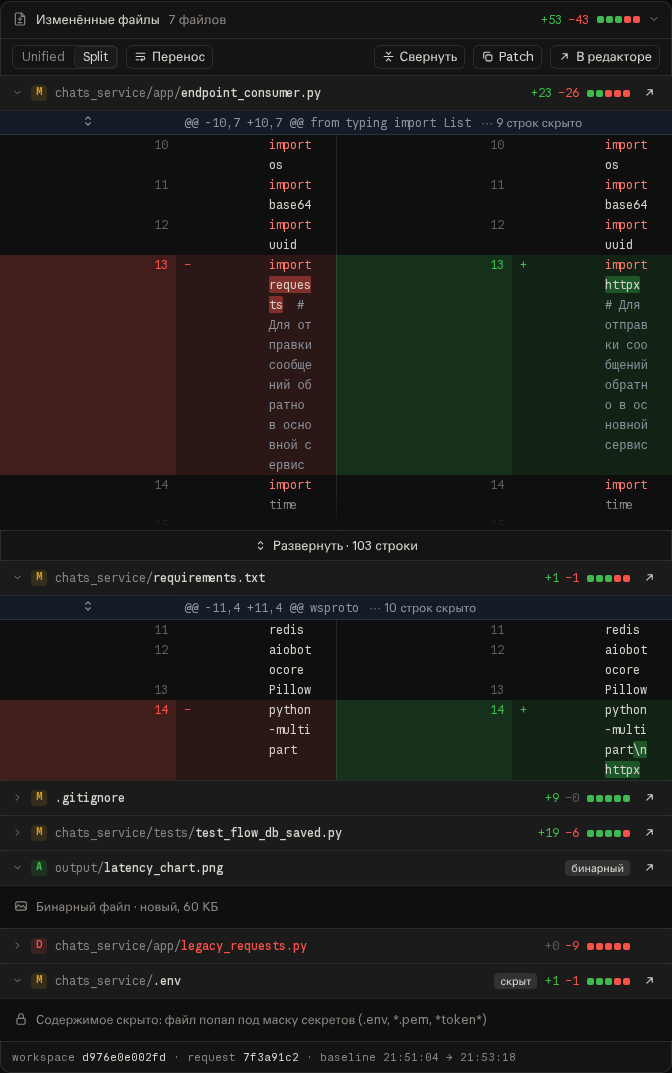 Изменённые файлы 7 файлов +53 −43
Unified Split Перенос Свернуть Patch В редакторе
M chats_service/app/endpoint_consumer.py +23 −26
@@ -10,7 +10,7 @@ from typing import List ··· 9 строк скрыто
10 import 10 import
os os
11 import 11 import
base64 base64
12 import 12 import
uuid uuid
13 − import 13 + import
reques httpx
ts # # Для
Для от отправ
правки ки соо
сообще бщений
ний об обратн
ратно о в ос
в осно новной
вной с сервис
ервис
14 import 14 import
time time
15 15
Развернуть · 103 строки
M chats_service/requirements.txt +1 −1
@@ -11,4 +11,4 @@ wsproto ··· 10 строк скрыто
11 redis 11 redis
12 aiobot 12 aiobot
ocore ocore
13 Pillow 13 Pillow
14 − python 14 + python
-multi -multi
part part\n
httpx
M .gitignore +9 −0
M chats_service/tests/test_flow_db_saved.py +19 −6
A output/latency_chart.png бинарный
Бинарный файл · новый, 60 КБ
D chats_service/app/legacy_requests.py +0 −9
M chats_service/.env скрыт +1 −1
Содержимое скрыто: файл попал под маску секретов (.env, *.pem, *token*)
workspace d976e0e002fd · request 7f3a91c2 · baseline 21:51:04 → 21:53:18